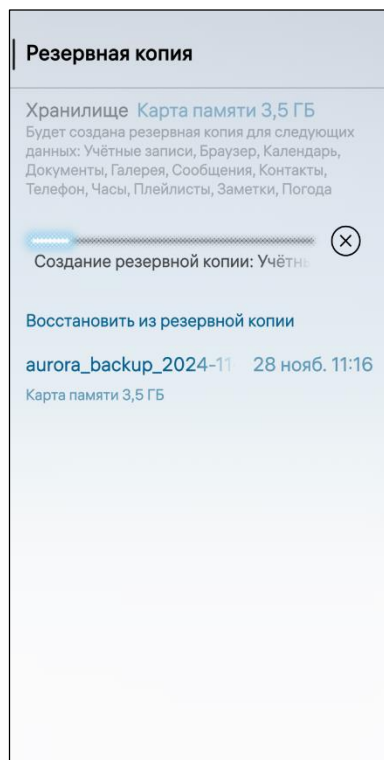 Резервная копия
Хранилище Карта памяти 3,5 ГБ
Будет создана резервная копия для следующих
данных: Учётные записи, Браузер, Календарь,
Документы, Галерея, Сообщения, Контакты,
Телефон, Часы, Плейлисты, Заметки, Погода
Создание резервной копии: Учётн
Восстановить из резервной копии
aurora_backup_2024-11 28 нояб. 11:16
Карта памяти 3,5 ГБ